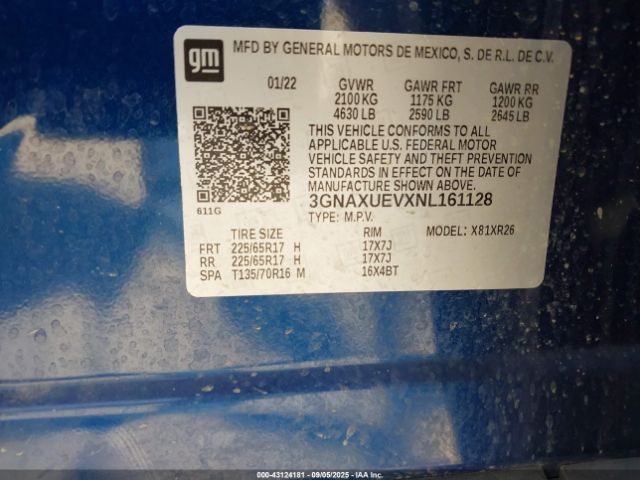 gm
MFD BY GENERAL MOTORS DE MEXICO, S. DE R.L. DE C.V.
01/22 GVWR GAWR FRT GAWR RR
2100 KG 1175 KG 1200 KG
4630 LB 2590 LB 2645 LB
THIS VEHICLE CONFORMS TO ALL
APPLICABLE U.S. FEDERAL MOTOR
VEHICLE SAFETY AND THEFT PREVENTION
STANDARDS IN EFFECT ON THE DATE OF
MANUFACTURE SHOWN ABOVE.
611G
3GNAXUEVXNL161128
TYPE: M.P.V. MODEL: X81XR26
TIRE SIZE RIM
FRT 225/65R17 H 17X7J
RR 225/65R17 H 17X7J
SPA T135/70R16 M 16X4BT
000-43124181 - 09/05/2025 - IAA Inc.